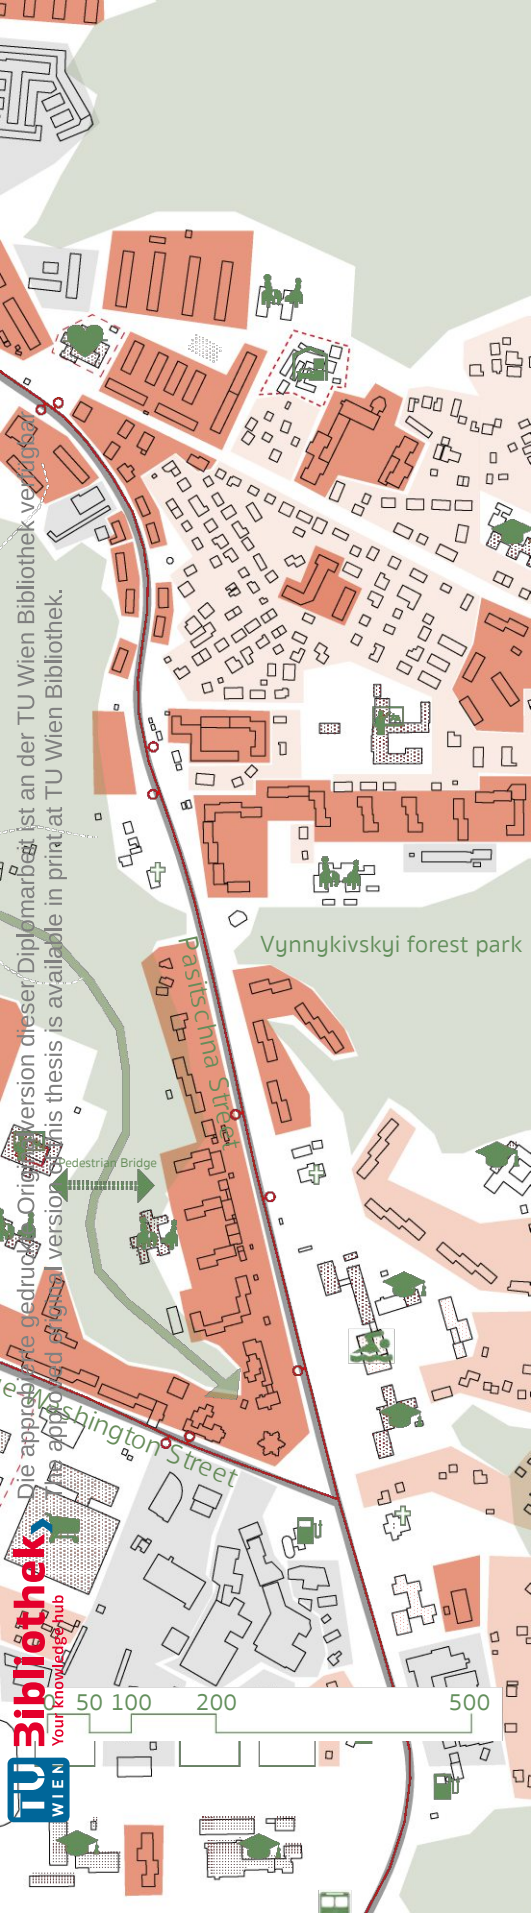 Vynnykivskyi forest park
Pasitschna Street
Pedestrian Bridge
Washington Street
0 50 100 200 500
Die approbierte gedruckte Originalversion dieser Diplomarbeit ist an der TU Wien Bibliothek verfügbar
The approved original version of this thesis is available in print at TU Wien Bibliothek.
TU
WIEN
Bibliothek
Your knowledge hub